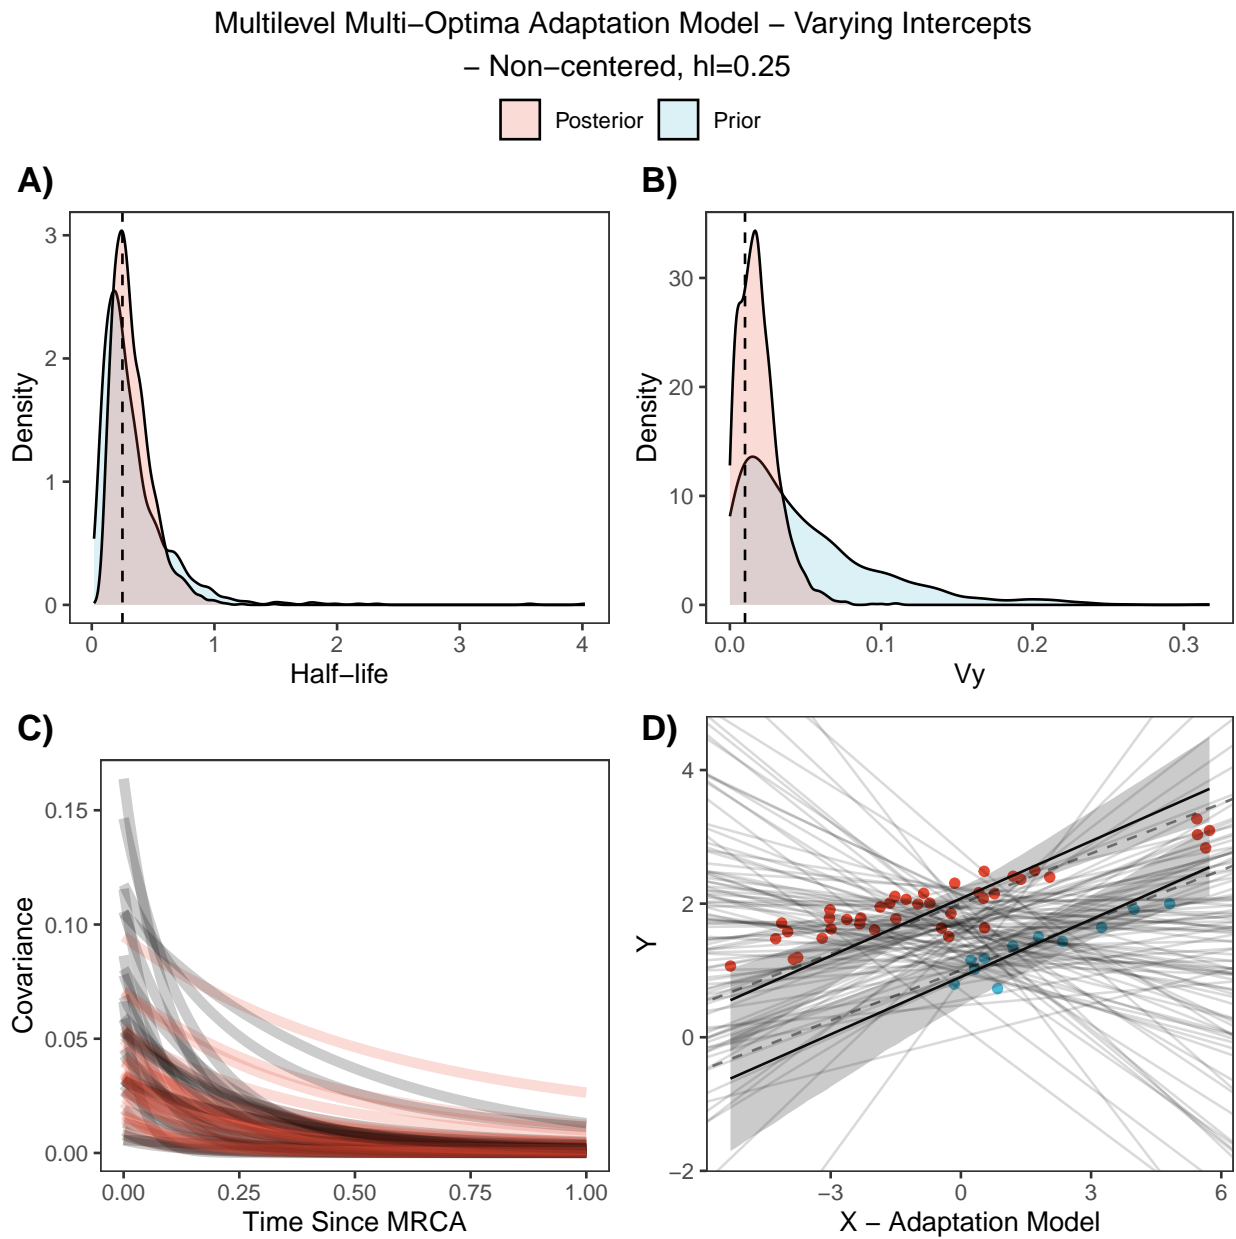 Multilevel Multi−Optima Adaptation Model − Varying Intercepts
− Non−centered, hl=0.25
Posterior
Prior
A)
3
2
1
0
Density
0
1
2
3
4
Half−life
B)
30
20
10
0
Density
0.0
0.1
0.2
0.3
Vy
C)
0.15
0.10
0.05
0.00
Covariance
0.00
0.25
0.50
0.75
1.00
Time Since MRCA
D)
4
2
0
−2
Y
−3
0
3
6
X − Adaptation Model